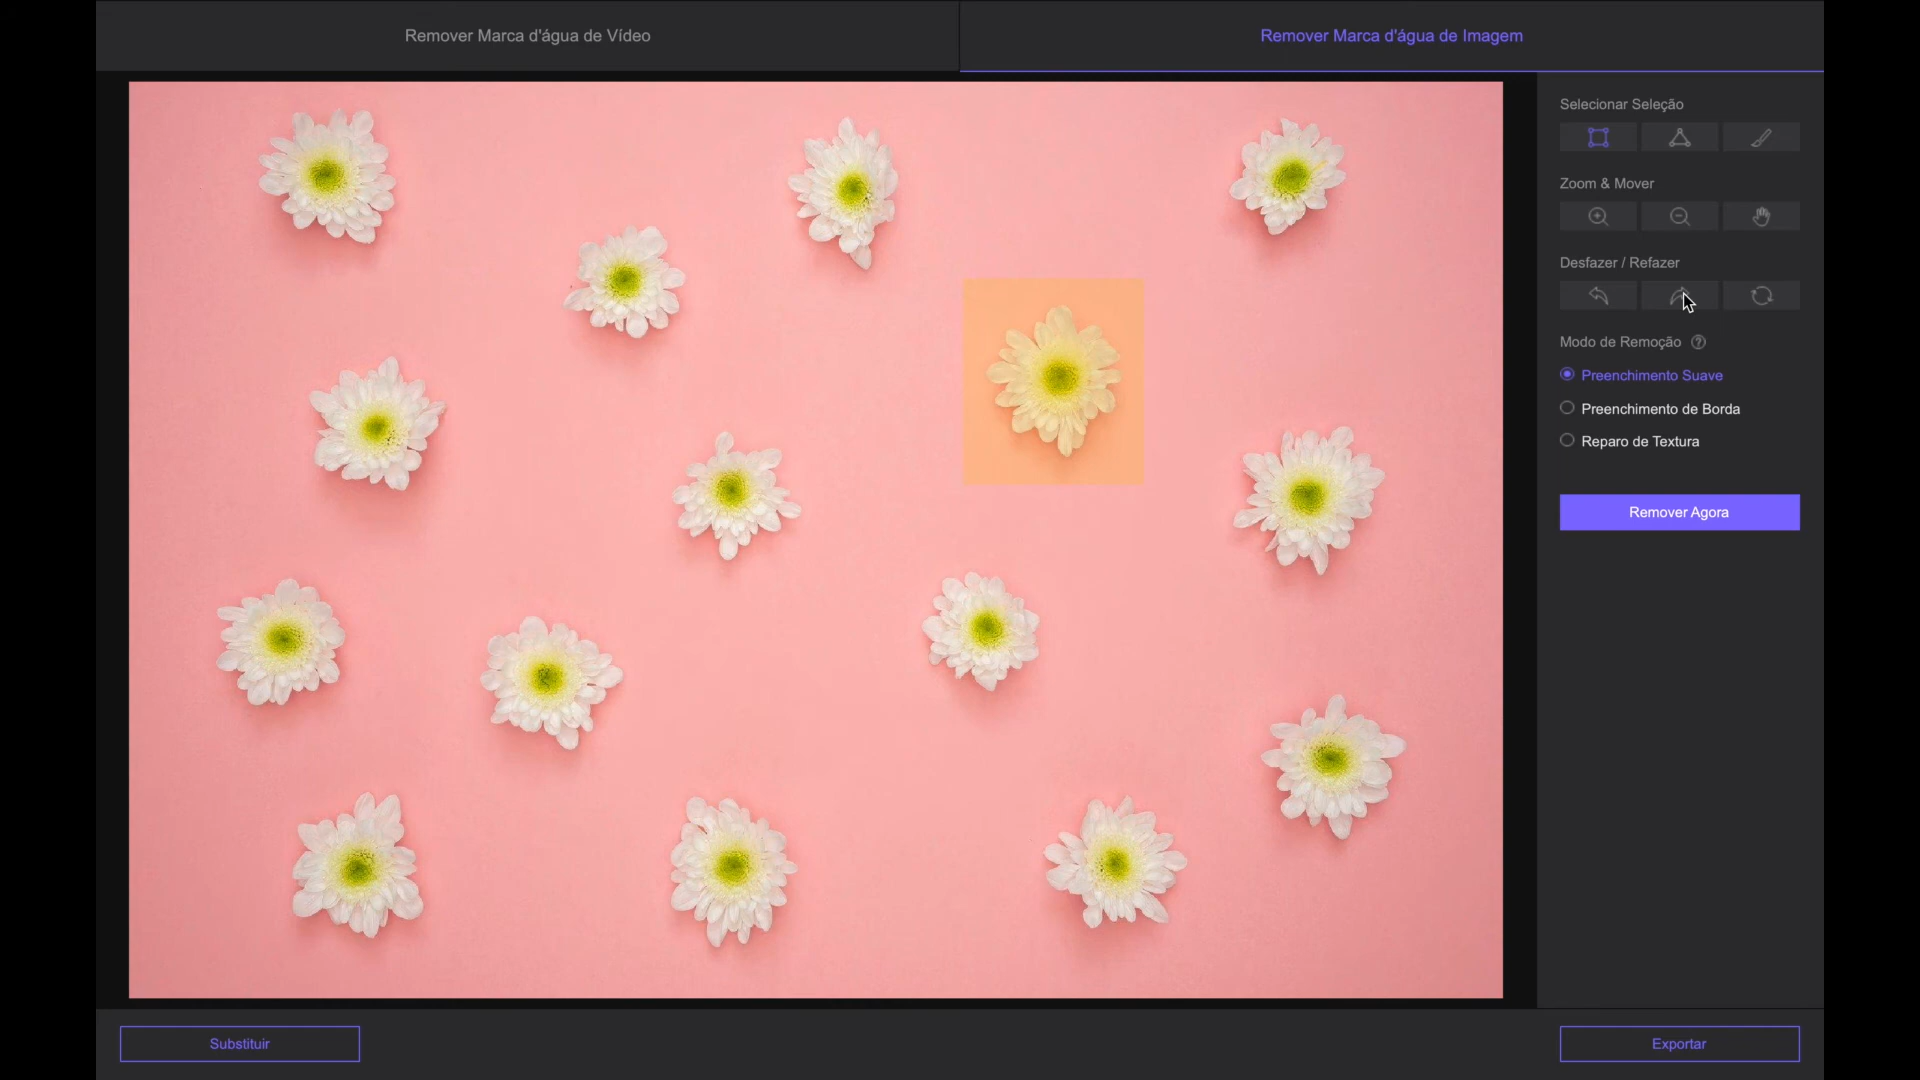 Remover Marca d'água de Vídeo
Remover Marca d'água de Imagem
Selecionar Seleção
Zoom & Mover
Desfazer / Refazer
Modo de Remoção ?
Preenchimento Suave
Preenchimento de Borda
Reparo de Textura
Remover Agora
Substituir
Exportar